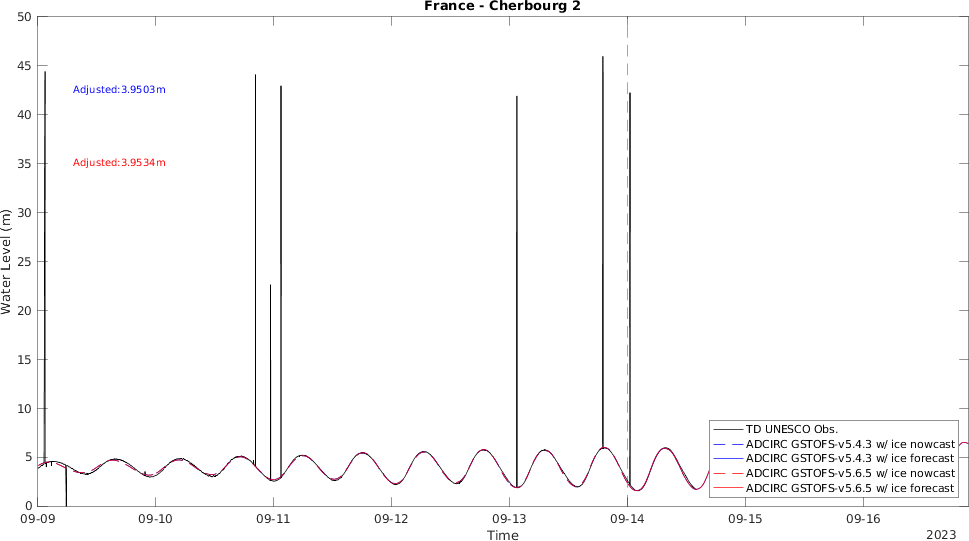 France - Cherbourg 2
50
45
40
35
30
25
20
15
10
5
0
Water Level (m)
Adjusted:3.9503m
Adjusted:3.9534m
TD UNESCO Obs.
ADCIRC GSTOFS-v5.4.3 w/ ice nowcast
ADCIRC GSTOFS-v5.4.3 w/ ice forecast
ADCIRC GSTOFS-v5.6.5 w/ ice nowcast
ADCIRC GSTOFS-v5.6.5 w/ ice forecast
09-09 09-10 09-11 09-12 09-13 09-14 09-15 09-16
Time
2023